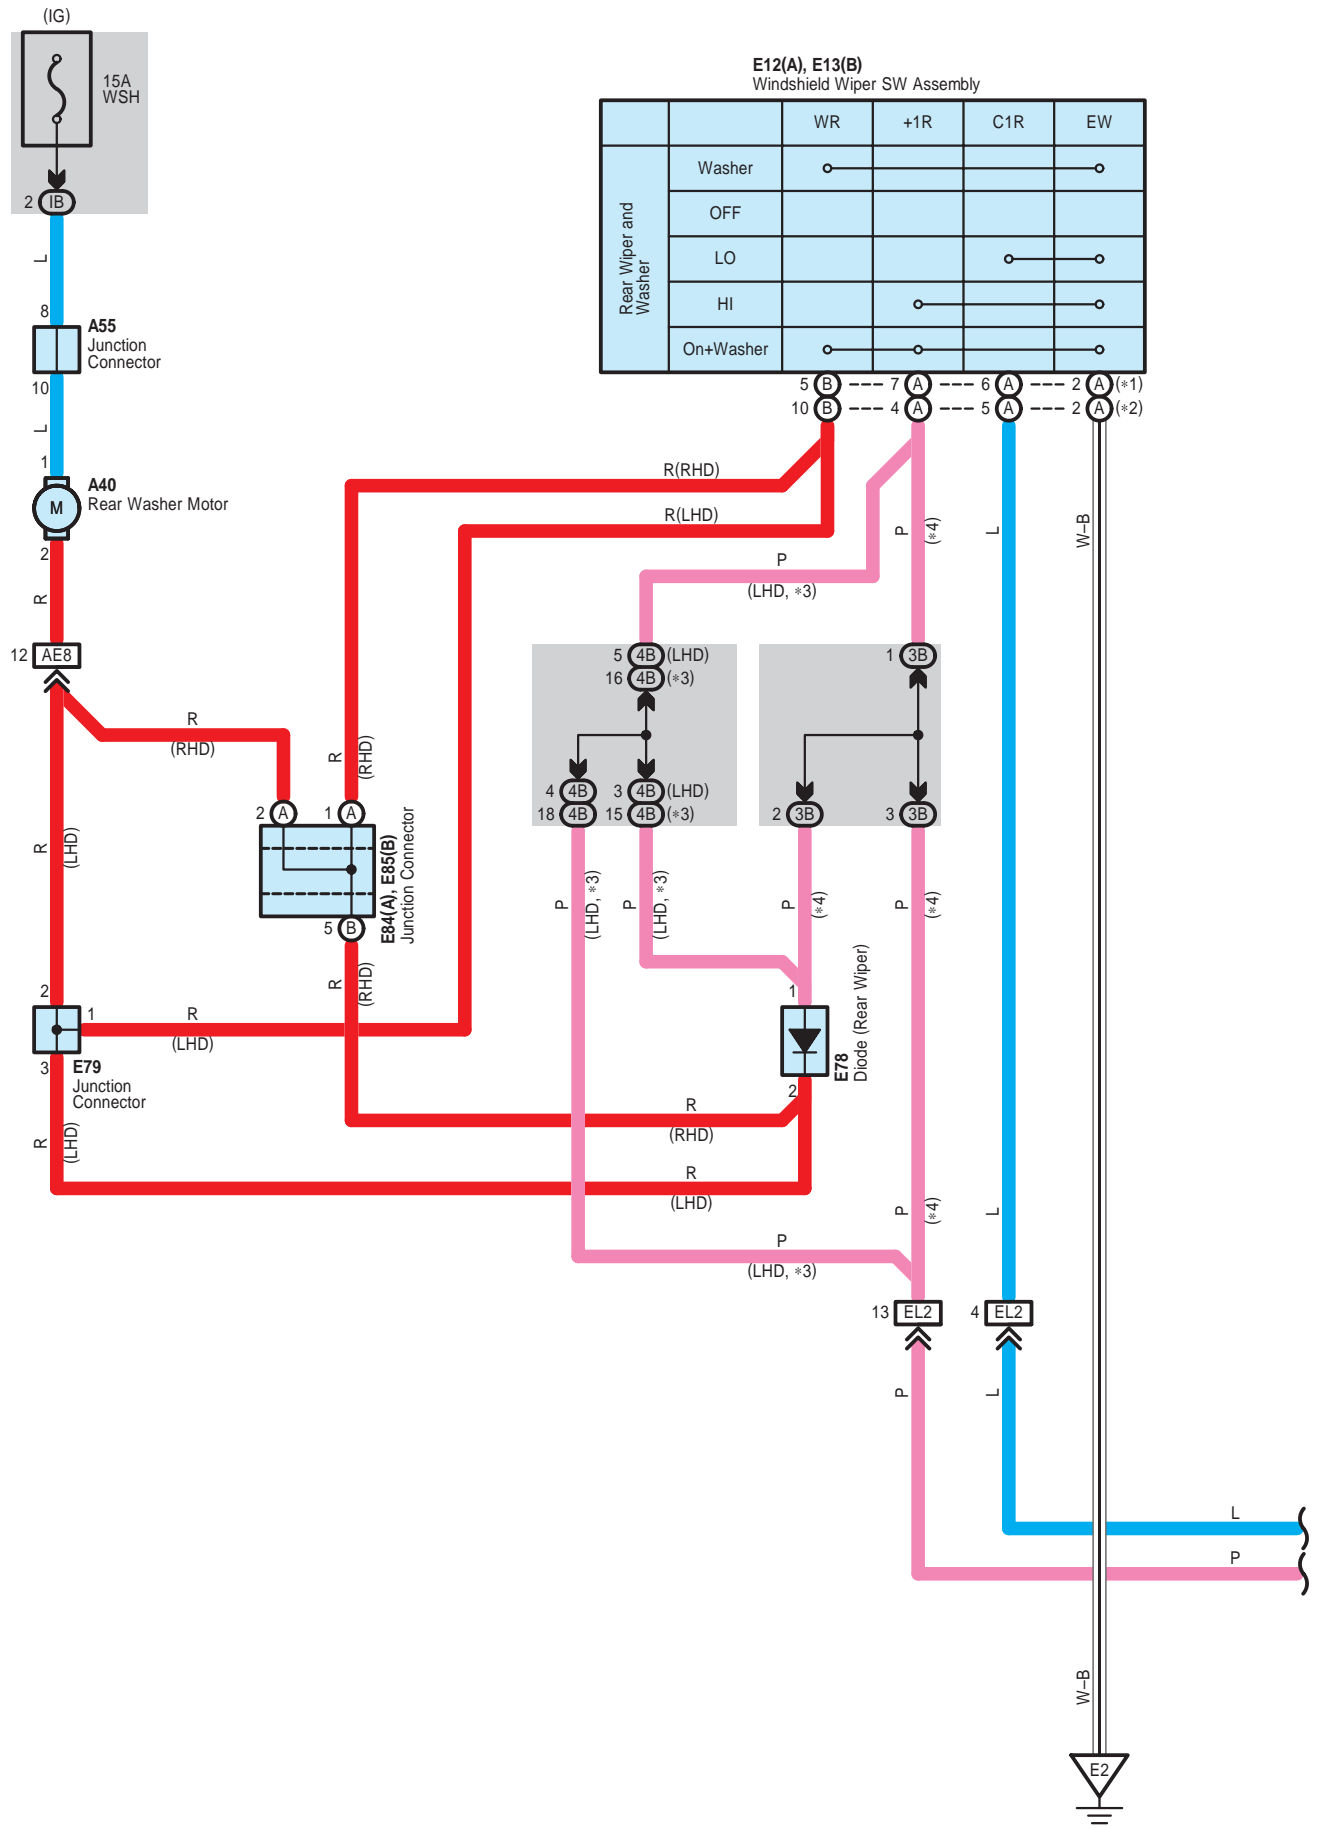 (IG)
15A
WSH
2 IB
L
8
A55
Junction
Connector
10
L
1
A40
Rear Washer Motor
M
2
R
12 AE8
R
(RHD)
R
(LHD)
2
1
R
(LHD)
3
E79
Junction
Connector
R
(LHD)
E12(A), E13(B)
Windshield Wiper SW Assembly
WR +1R C1R EW
Rear Wiper and
Washer
Washer
OFF
LO
HI
On+Washer
5 B 7 A 6 A 2 A (*1)
10 B 4 A 5 A 2 A (*2)
R(RHD)
R(LHD)
P
(LHD, *3)
P
(*4)
L
W–B
R
(RHD)
2 A 1 A
E84(A), E85(B)
Junction Connector
5 B
R
(RHD)
5 4B (LHD)
16 4B (*3)
4 4B 3 4B (LHD)
18 4B 15 4B (*3)
1 3B
2 3B 3 3B
P
(LHD, *3)
P
(LHD, *3)
P
(*4)
P
(*4)
1
E78
Diode (Rear Wiper)
2
R
(RHD)
R
(LHD)
P
(*4)
L
P
(LHD, *3)
13 EL2 4 EL2
P
L
L
P
W–B
E2